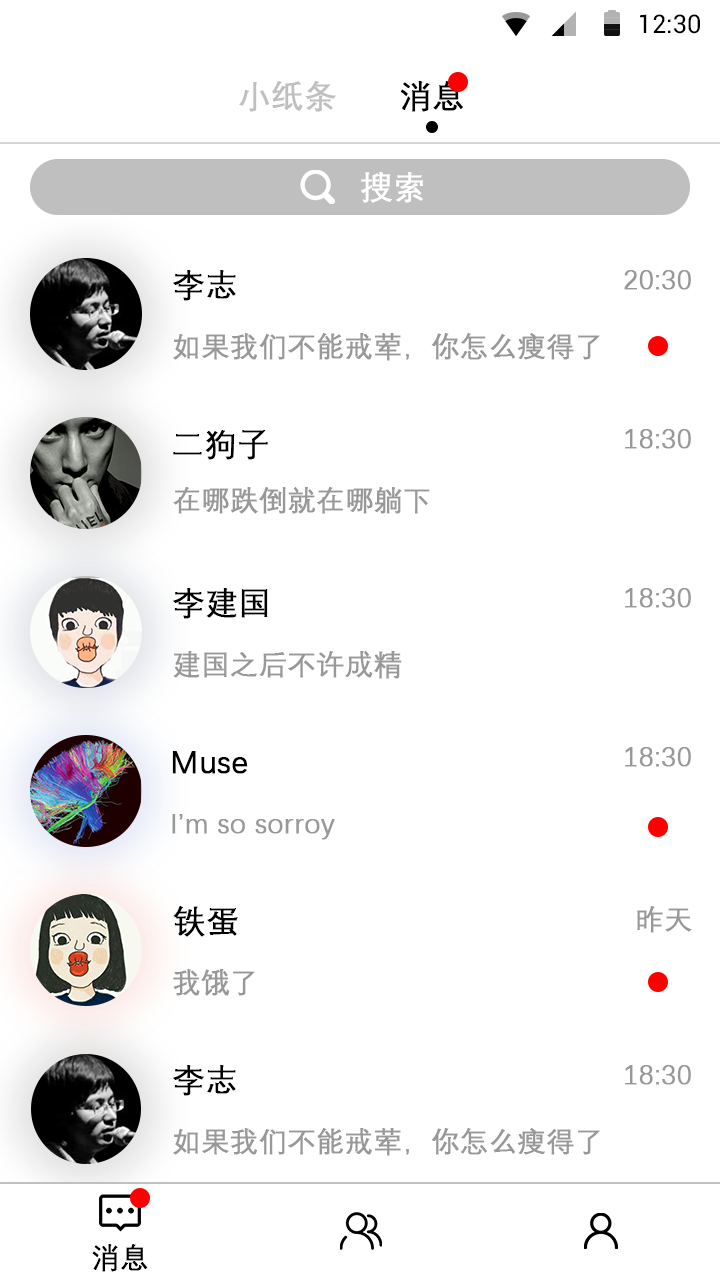 12:30
小纸条 消息
搜索
李志 20:30
如果我们不能戒荤，你怎么瘦得了
二狗子 18:30
在哪跌倒就在哪躺下
李建国 18:30
建国之后不许成精
Muse 18:30
I'm so sorroy
铁蛋 昨天
我饿了
李志 18:30
如果我们不能戒荤，你怎么瘦得了
消息